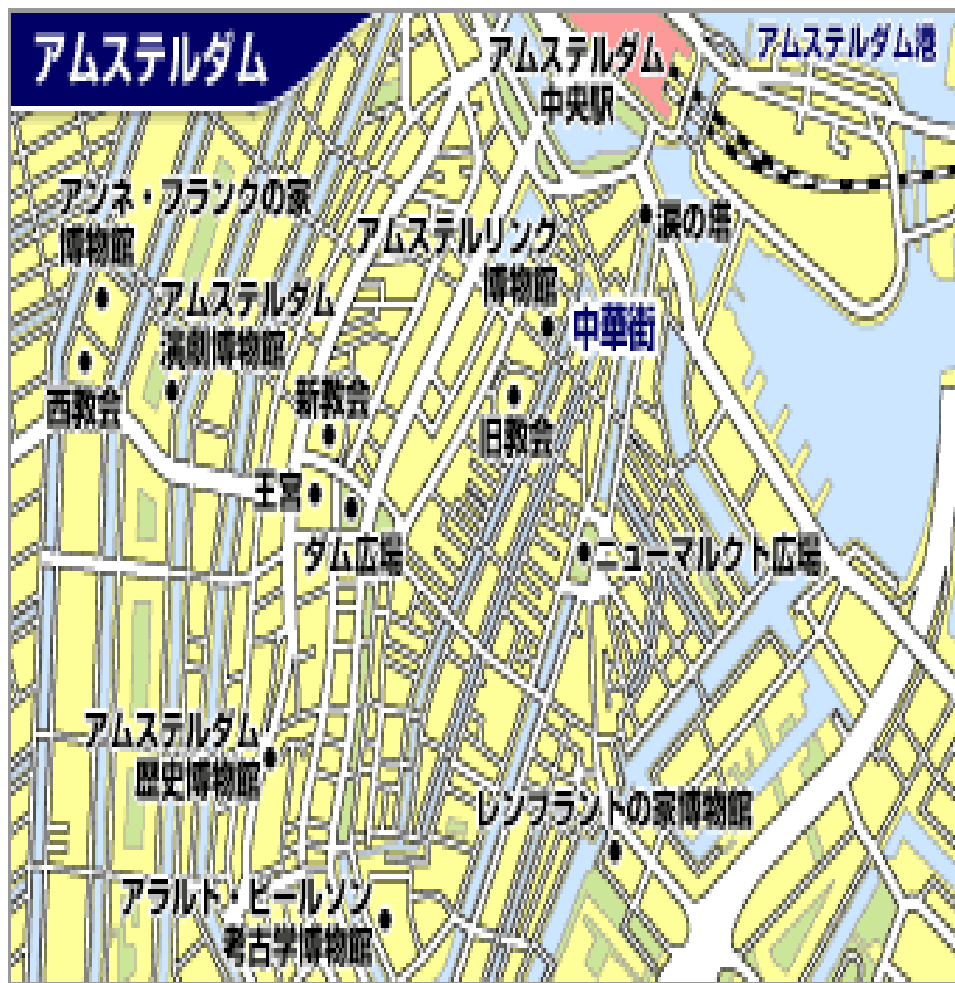 アムステルダム
アムステルダム
中央駅
アムステルダム港
アンネ・フランクの家
博物館
アムステルリンク
博物館
涙の塔
アムステルダム
演劇博物館
中華街
西教会
新教会
旧教会
王宮
ダム広場
ニューマルクト広場
アムステルダム
歴史博物館
レンブラントの家博物館
アラルト・ピールソン
考古学博物館